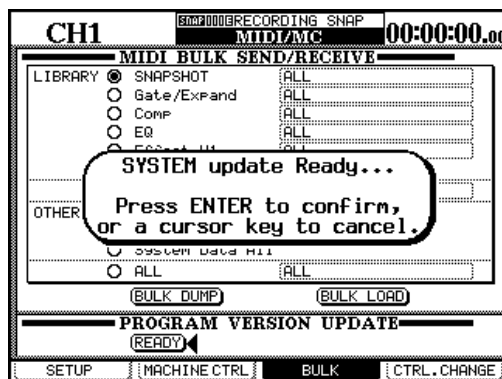 CH1
RECORDING SNAP
MIDI/MC
00:00:00.00
MIDI BULK SEND/RECEIVE
LIBRARY SNAPSHOT ALL
Gate/Expand ALL
Comp ALL
EQ ALL
SYSTEM update Ready...
Press ENTER to confirm,
or a cursor key to cancel.
OTHER
System Data All
ALL ALL
BULK DUMP BULK LOAD
PROGRAM VERSION UPDATE
READY
SETUP MACHINE CTRL BULK CTRL.CHANGE